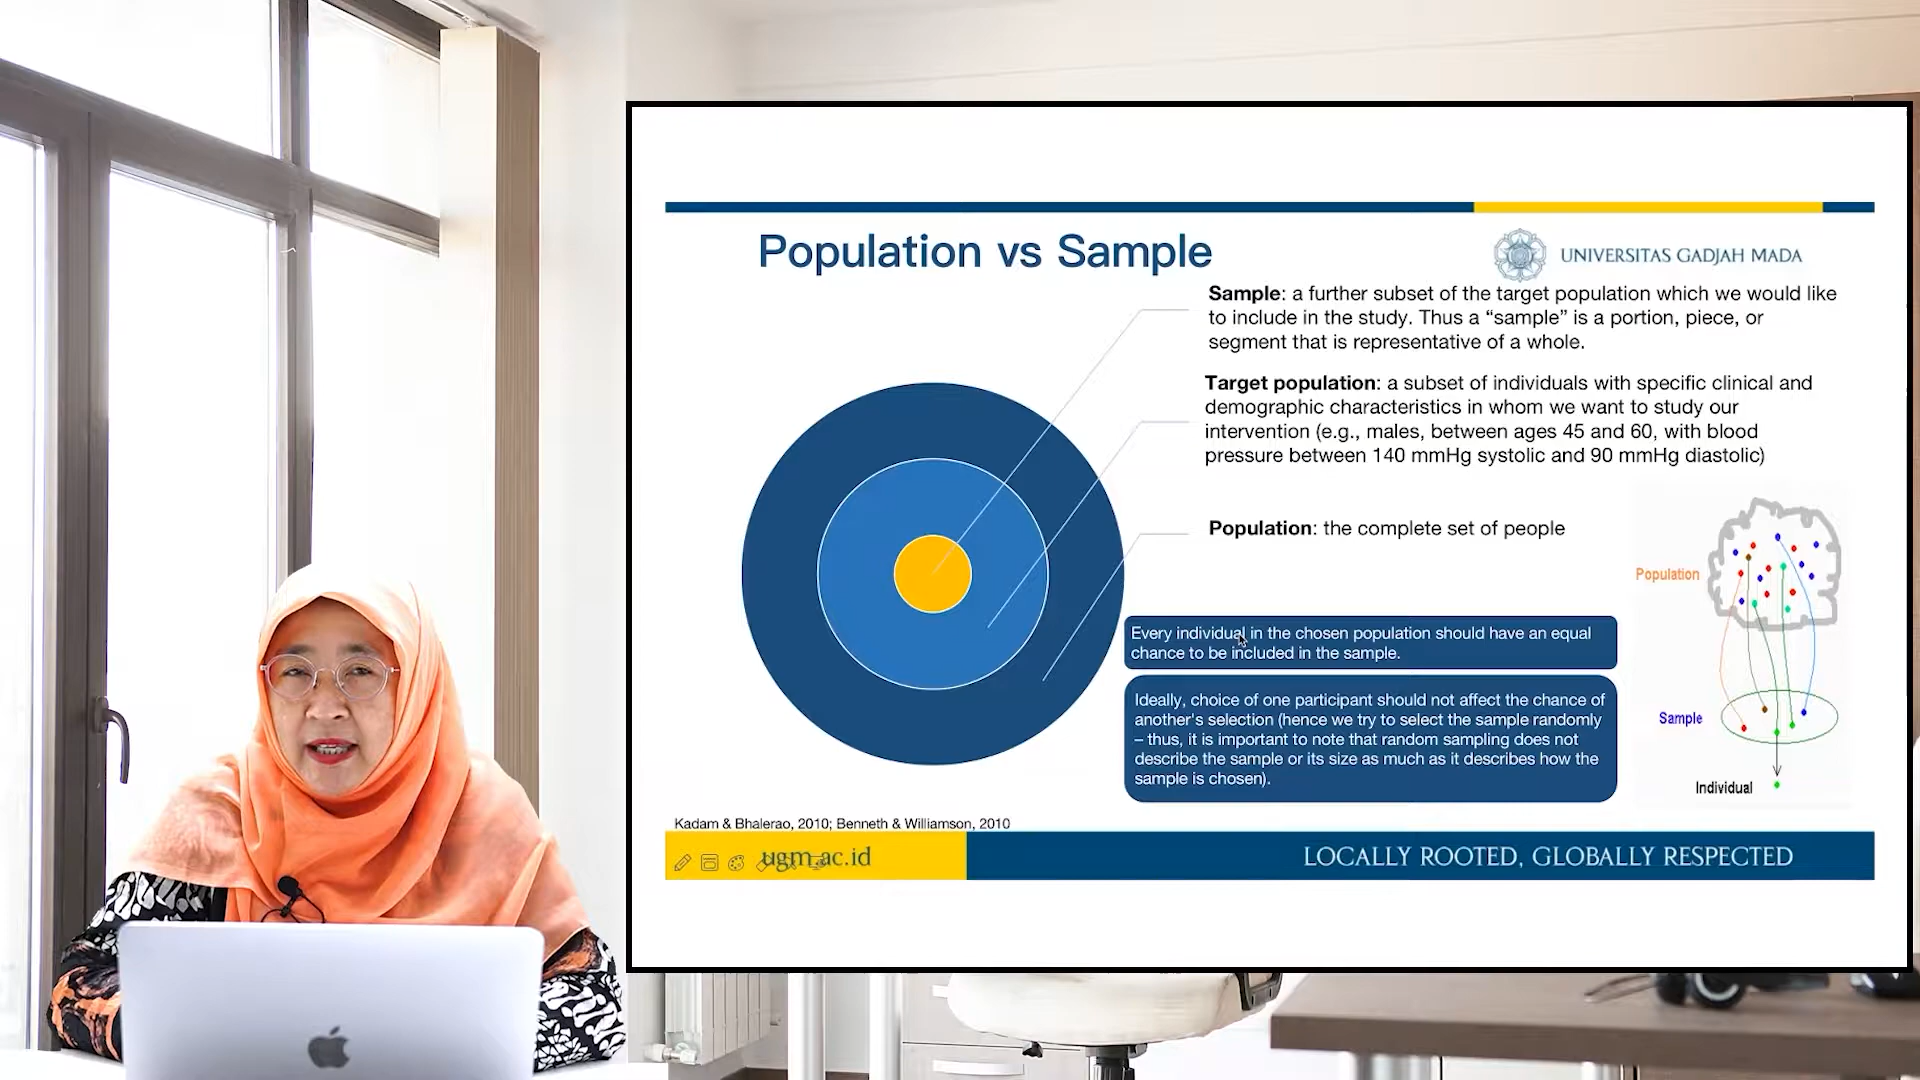 Population vs Sample
UNIVERSITAS GADJAH MADA
Sample: a further subset of the target population which we would like
to include in the study. Thus a “sample” is a portion, piece, or
segment that is representative of a whole.
Target population: a subset of individuals with specific clinical and
demographic characteristics in whom we want to study our
intervention (e.g., males, between ages 45 and 60, with blood
pressure between 140 mmHg systolic and 90 mmHg diastolic)
Population: the complete set of people
Every individual in the chosen population should have an equal
chance to be included in the sample.
Ideally, choice of one participant should not affect the chance of
another's selection (hence we try to select the sample randomly
– thus, it is important to note that random sampling does not
describe the sample or its size as much as it describes how the
sample is chosen).
Population
Sample
Individual
Kadam & Bhalerao, 2010; Benneth & Williamson, 2010
ugm.ac.id
LOCALLY ROOTED, GLOBALLY RESPECTED